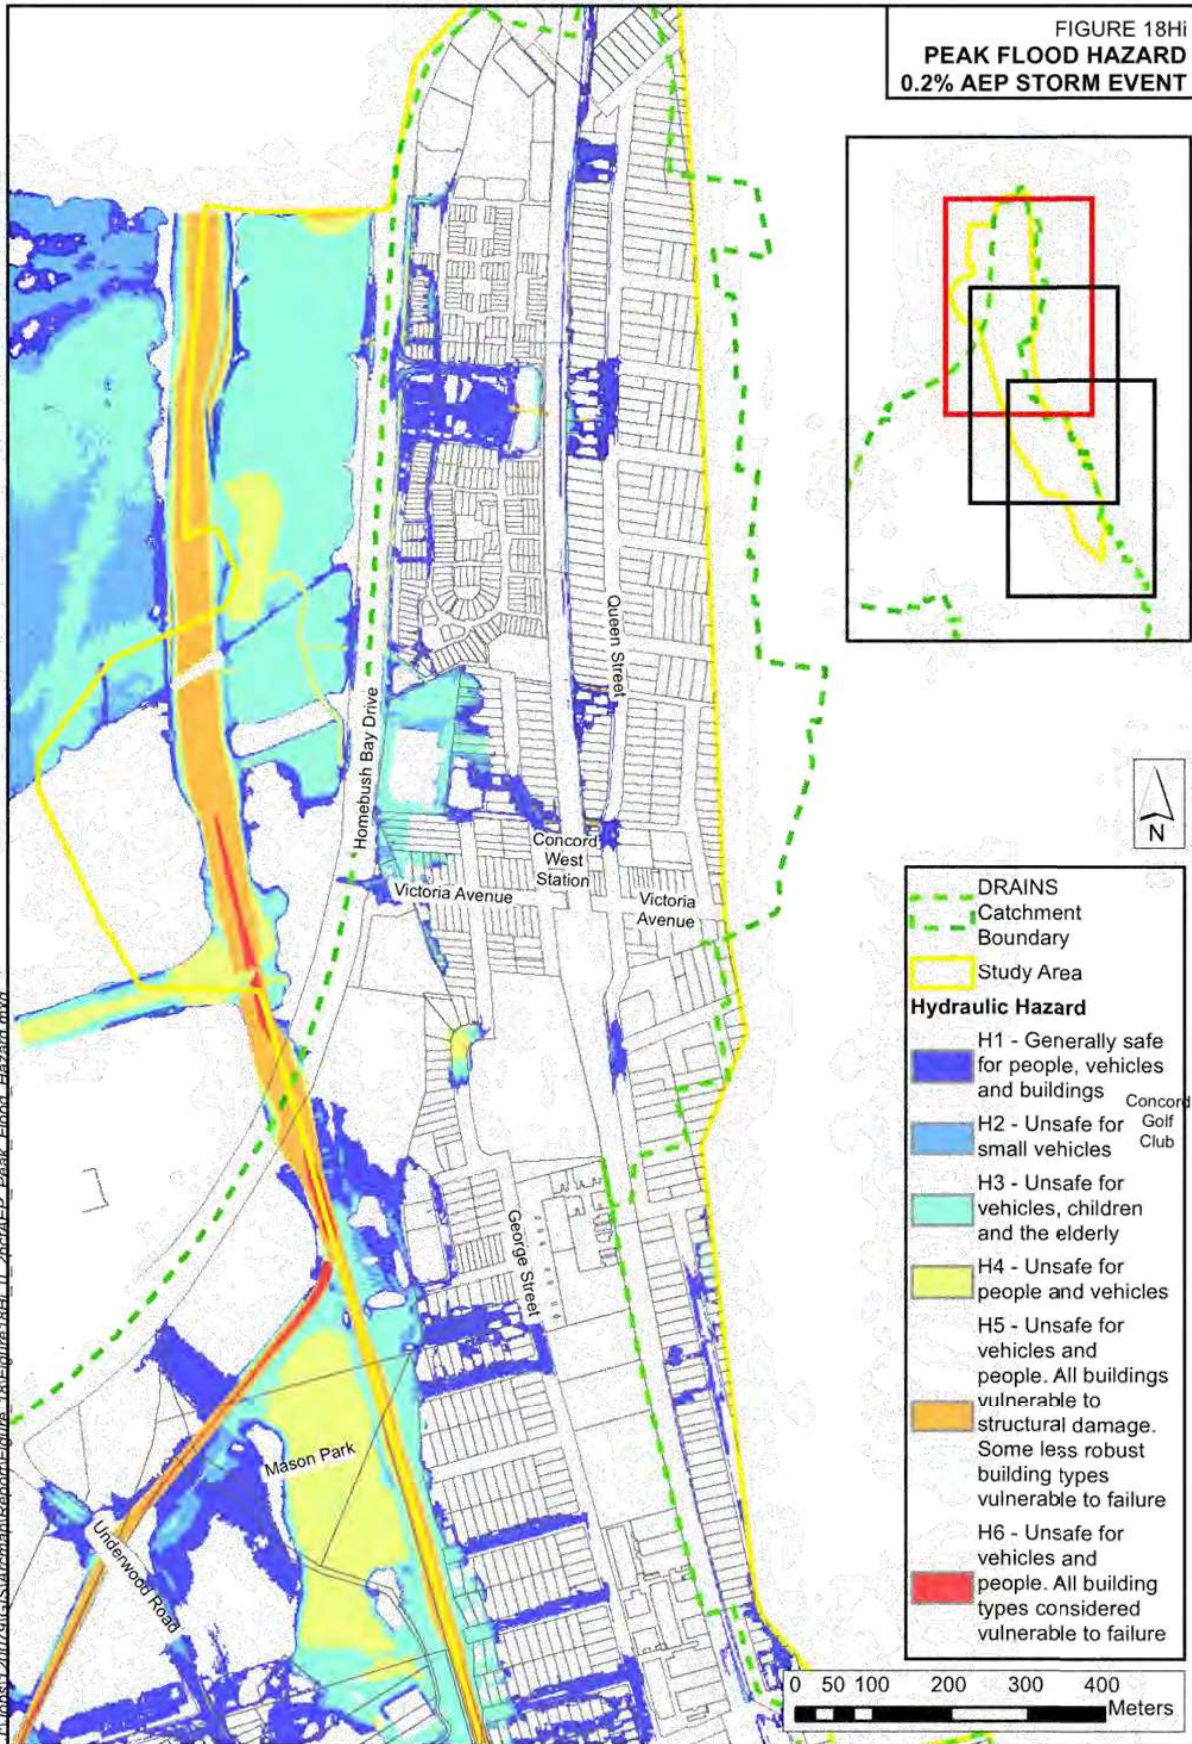 FIGURE 18Hi
PEAK FLOOD HAZARD
0.2% AEP STORM EVENT
Queen Street
Homebush Bay Drive
Concord
West
Station
Victoria Avenue
Victoria
Avenue
George Street
Mason Park
Underwood Road
N
DRAINS
Catchment
Boundary
Study Area
Hydraulic Hazard
H1 - Generally safe
for people, vehicles
and buildings
Concord
Golf
Club
H2 - Unsafe for
small vehicles
H3 - Unsafe for
vehicles, children
and the elderly
H4 - Unsafe for
people and vehicles
H5 - Unsafe for
vehicles and
people. All buildings
vulnerable to
structural damage.
Some less robust
building types
vulnerable to failure
H6 - Unsafe for
vehicles and
people. All building
types considered
vulnerable to failure
0 50 100 200 300 400
Meters